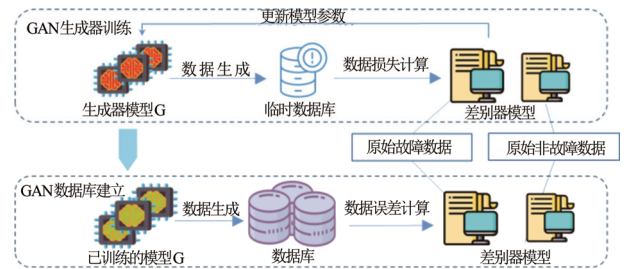 更新模型参数
GAN生成器训练
数据生成
数据损失计算
生成器模型G
临时数据库
差别器模型
原始故障数据
原始非故障数据
GAN数据库建立
数据生成
数据误差计算
已训练的模型G
数据库
差别器模型